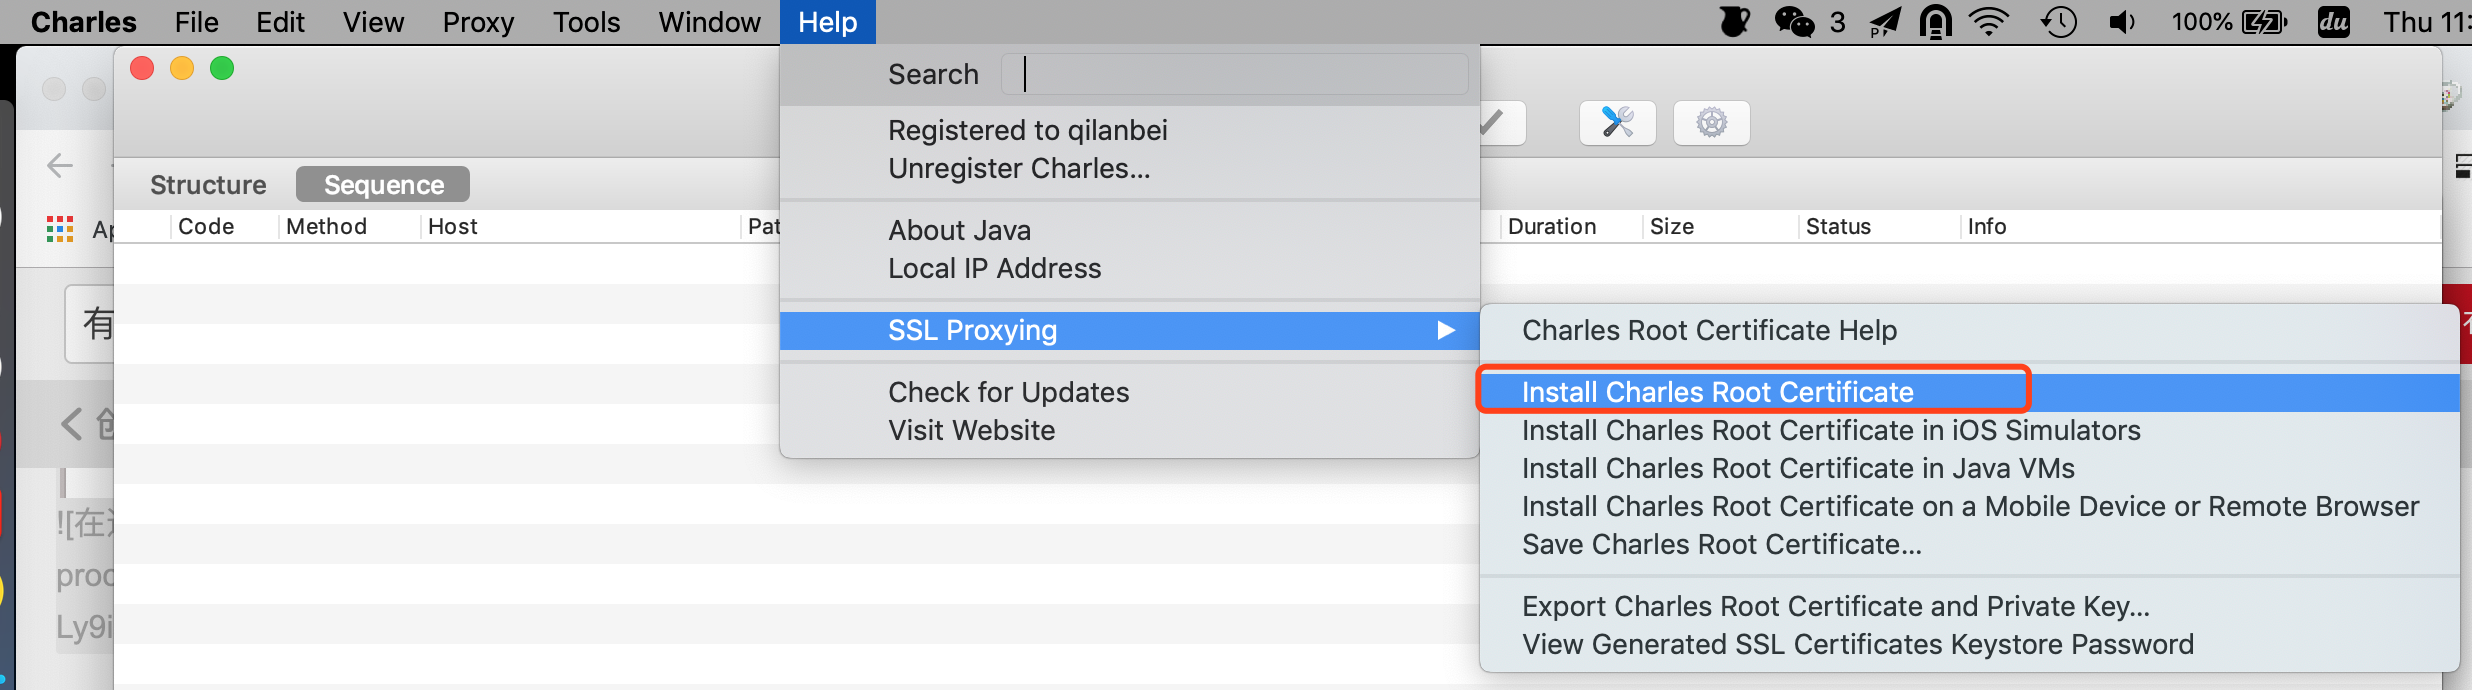 Charles File Edit View Proxy Tools Window Help 3 100% du Thu 11:
Search
Registered to qilanbei
Unregister Charles...
Structure Sequence
Code Method Host Pat Duration Size Status Info
About Java
Local IP Address
SSL Proxying
Check for Updates
Visit Website
Charles Root Certificate Help
Install Charles Root Certificate
Install Charles Root Certificate in iOS Simulators
Install Charles Root Certificate in Java VMs
Install Charles Root Certificate on a Mobile Device or Remote Browser
Save Charles Root Certificate...
Export Charles Root Certificate and Private Key...
View Generated SSL Certificates Keystore Password
Ap
有
创
![在
proc
Ly9i